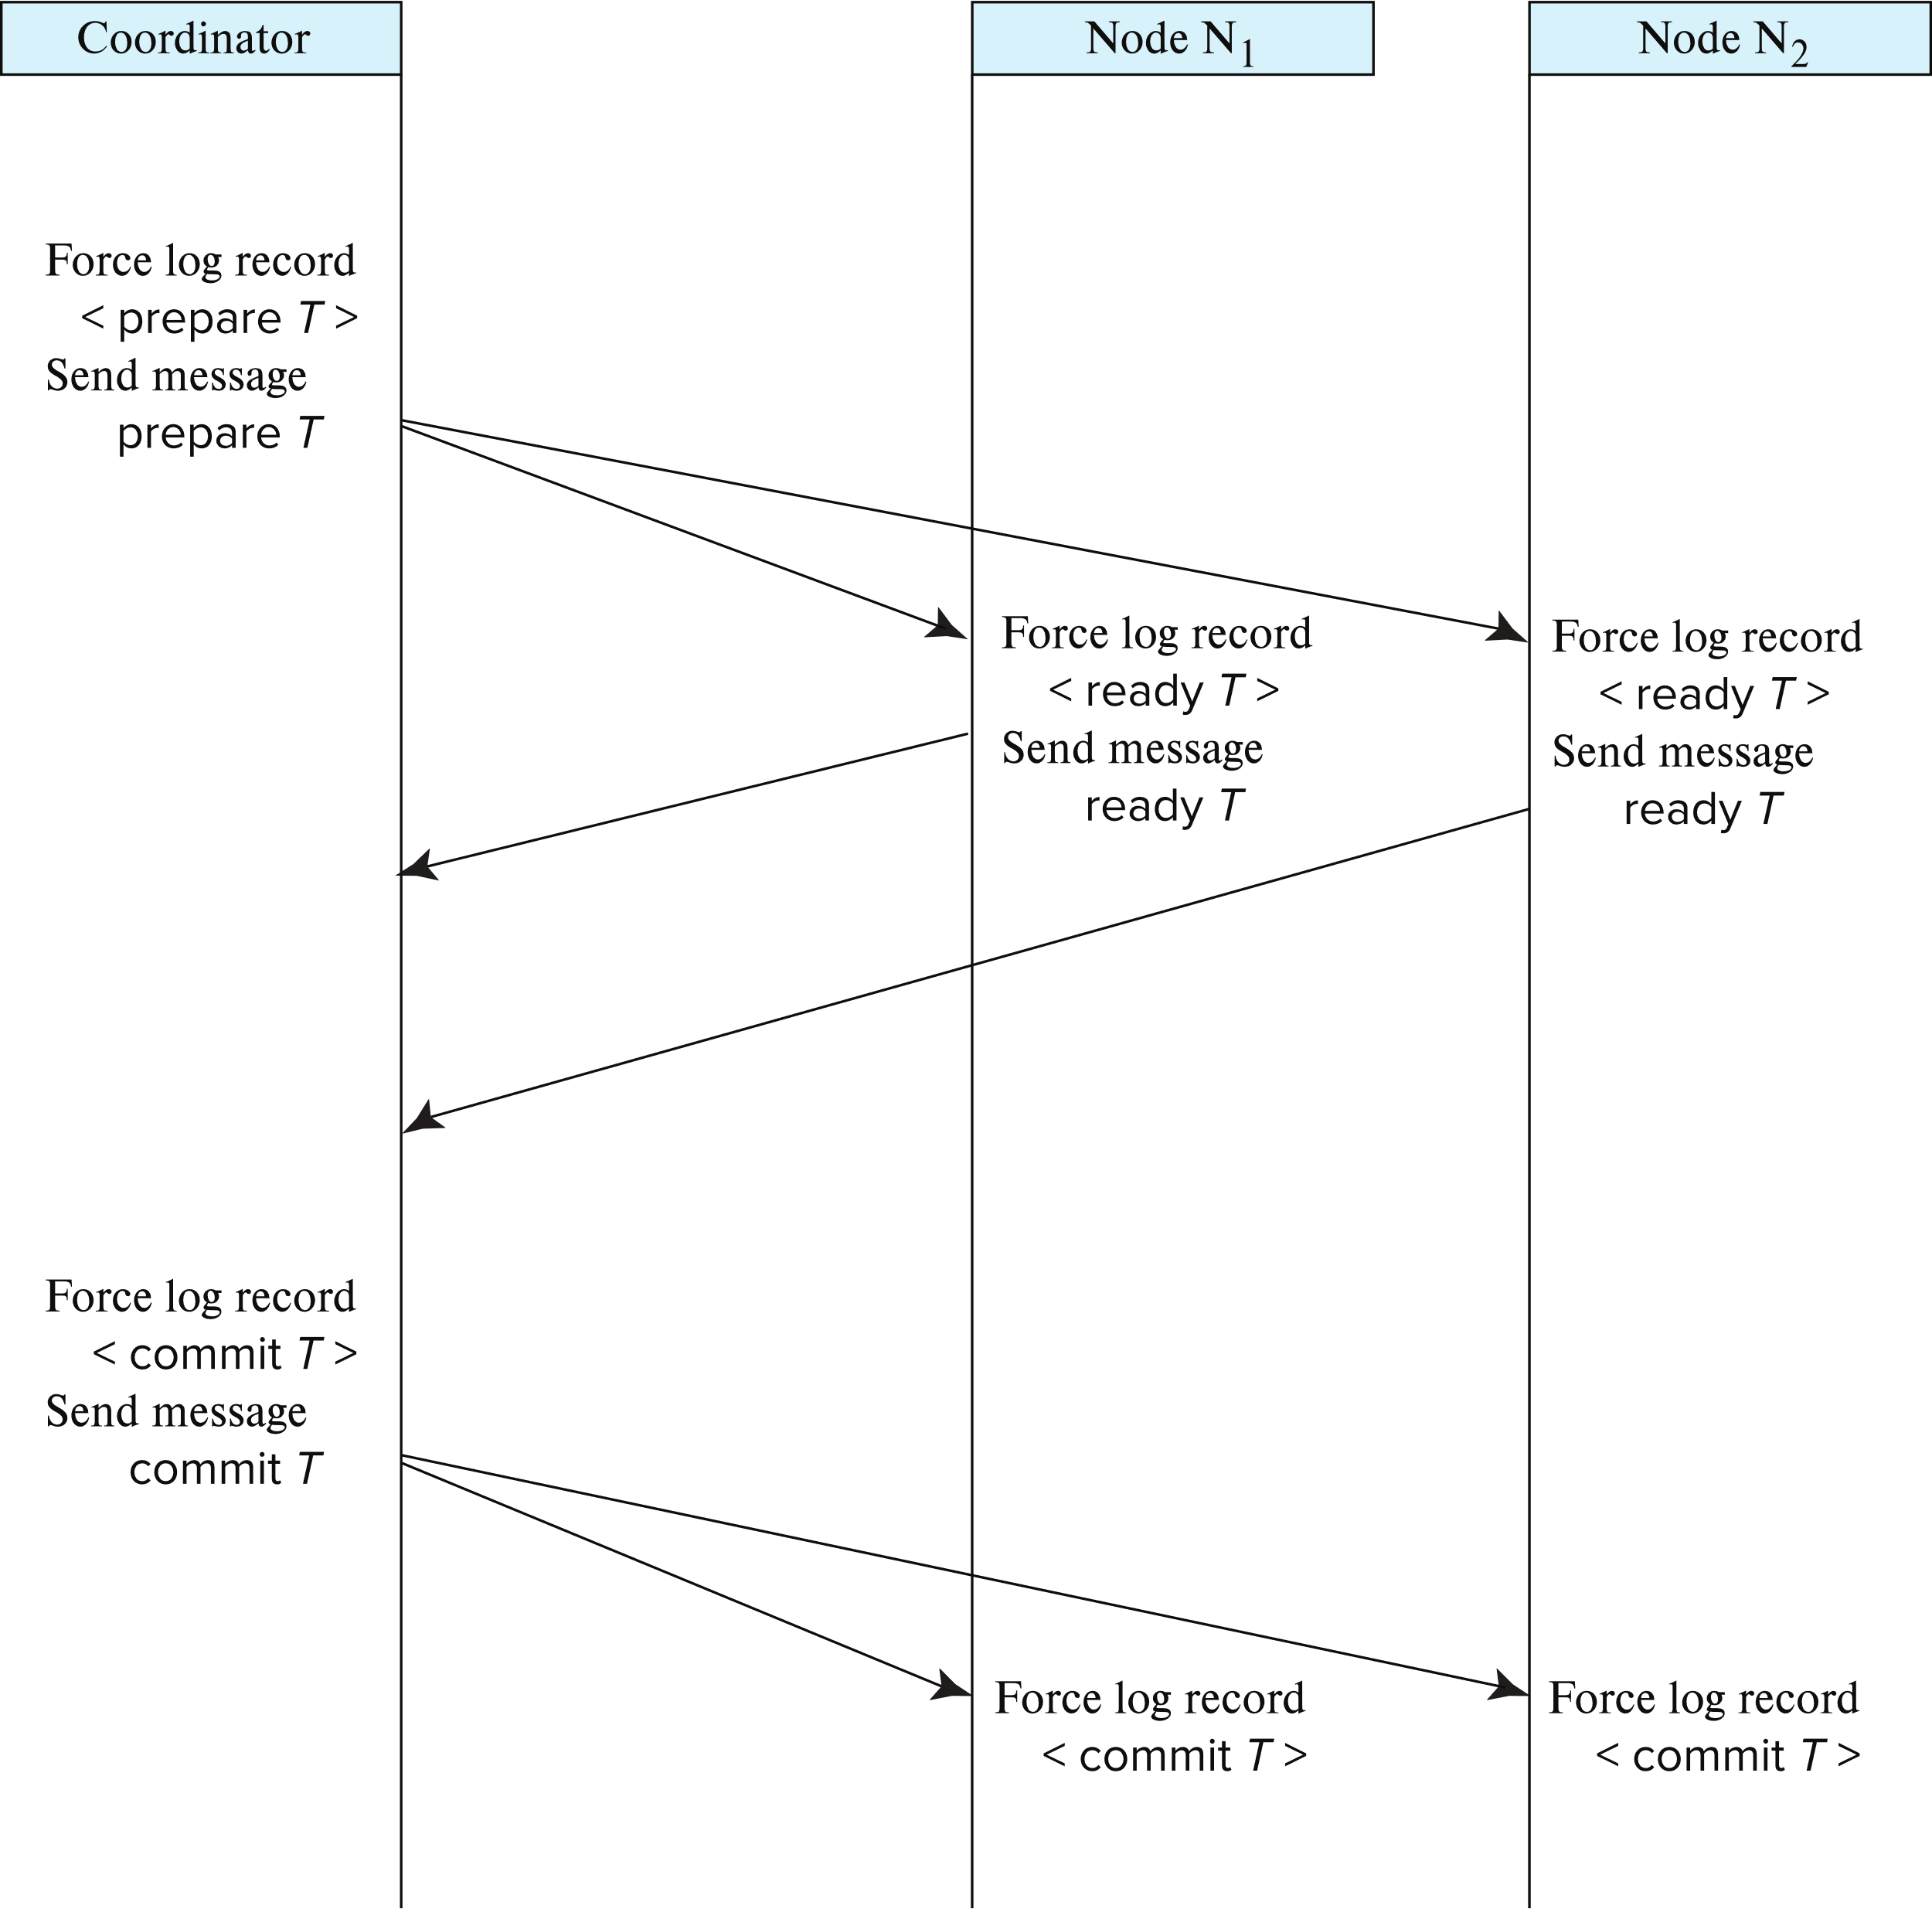 Coordinator
Node N1
Node N2
Force log record
< prepare T >
Send message
prepare T
Force log record
< ready T >
Send message
ready T
Force log record
< ready T >
Send message
ready T
Force log record
< commit T >
Send message
commit T
Force log record
< commit T >
Force log record
< commit T >